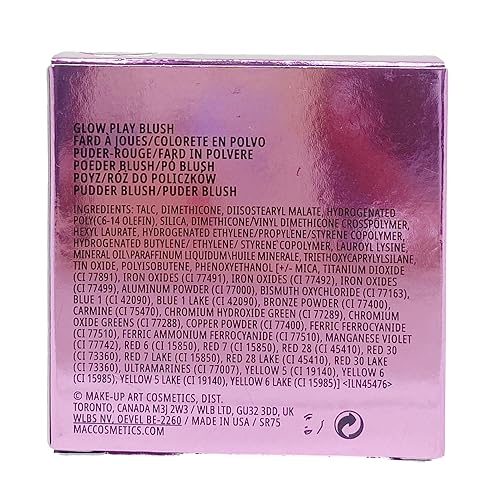 GLOW PLAY BLUSH
FARD À JOUES/COLORETE EN POLVO
PUDER-ROUGE/FARD IN POLVERE
POEDER BLUSH/PO BLUSH
POYZ/RÓŻ DO POLICZKÓW
PUDDER BLUSH/PUDER BLUSH
INGREDIENTS: TALC, DIMETHICONE, DIISOSTEARYL MALATE, HYDROGENATED
POLY(C6-14 OLEFIN), SILICA, DIMETHICONE/VINYL DIMETHICONE CROSSPOLYMER,
HEXYL LAURATE, HYDROGENATED ETHYLENE/PROPYLENE/STYRENE COPOLYMER,
HYDROGENATED BUTYLENE/ ETHYLENE/ STYRENE COPOLYMER, LAUROYL LYSINE,
MINERAL OIL\PARAFFINUM LIQUIDUM\HUILE MINERALE, TRIETHOXYCAPRYLYLSILANE,
TIN OXIDE, POLYISOBUTENE, PHENOXYETHANOL [+/- MICA, TITANIUM DIOXIDE
(CI 77891), IRON OXIDES (CI 77491), IRON OXIDES (CI 77492), IRON OXIDES
(CI 77499), ALUMINUM POWDER (CI 77000), BISMUTH OXYCHLORIDE (CI 77163),
BLUE 1 (CI 42090), BLUE 1 LAKE (CI 42090), BRONZE POWDER (CI 77400),
CARMINE (CI 75470), CHROMIUM HYDROXIDE GREEN (CI 77289), CHROMIUM
OXIDE GREENS (CI 77288), COPPER POWDER (CI 77400), FERRIC FERROCYANIDE
(CI 77510), FERRIC AMMONIUM FERROCYANIDE (CI 77510), MANGANESE VIOLET
(CI 77742), RED 6 (CI 15850), RED 7 (CI 15850), RED 28 (CI 45410), RED 30
(CI 73360), RED 7 LAKE (CI 15850), RED 28 LAKE (CI 45410), RED 30 LAKE
(CI 73360), ULTRAMARINES (CI 77007), YELLOW 5 (CI 19140), YELLOW 6 (CI
15985), YELLOW 5 LAKE (CI 19140), YELLOW 6 LAKE (CI 15985)] <ILN45476>
© MAKE-UP ART COSMETICS, DIST.
TORONTO, CANADA M3J 2W3 / WLB LTD, GU32 3DD, UK
WLBS NV, OEVEL BE-2260 / MADE IN USA / SR75
MACCOSMETICS.COM